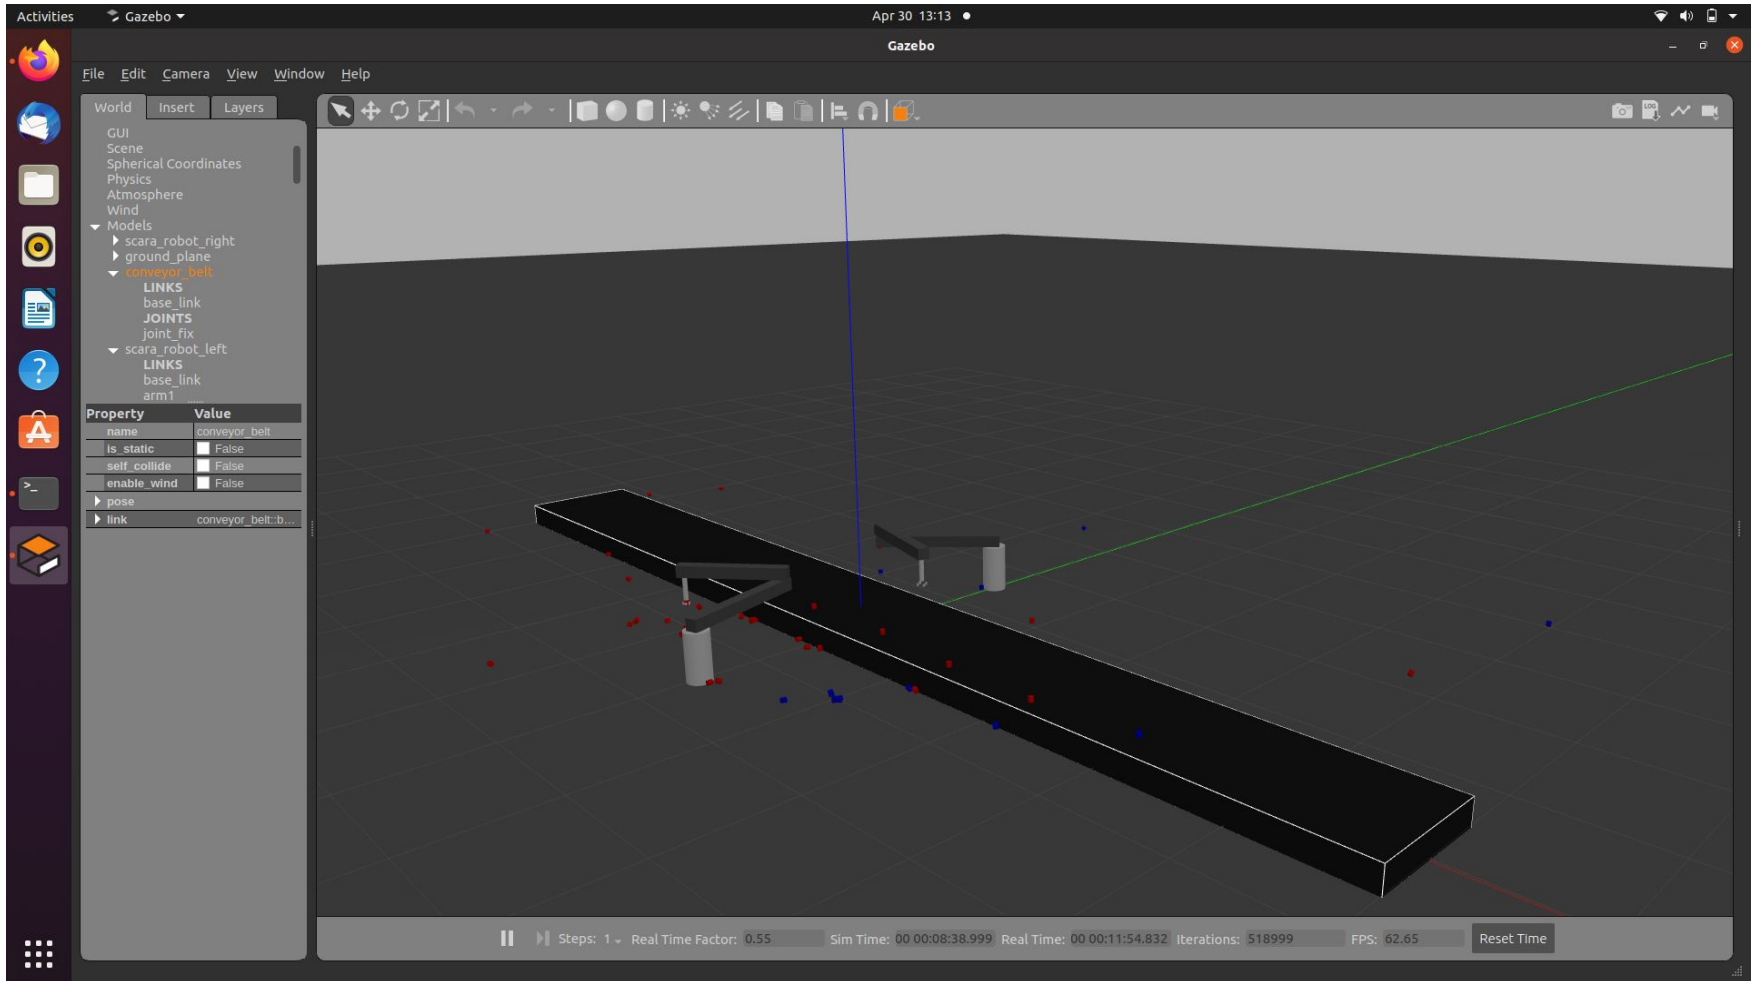 Activities Gazebo Apr 30 13:13
Gazebo
File Edit Camera View Window Help
World Insert Layers
LOG
GUI
Scene
Spherical Coordinates
Physics
Atmosphere
Wind
Models
scara_robot_right
ground_plane
conveyor_belt
LINKS
base_link
JOINTS
joint_fix
scara_robot_left
LINKS
base_link
arm1
Property Value
name conveyor_belt
is_static False
self_collide False
enable_wind False
pose
link conveyor_belt::b...
Steps: 1 Real Time Factor: 0.55 Sim Time: 00 00:08:38.999 Real Time: 00 00:11:54.832 Iterations: 518999 FPS: 62.65 Reset Time